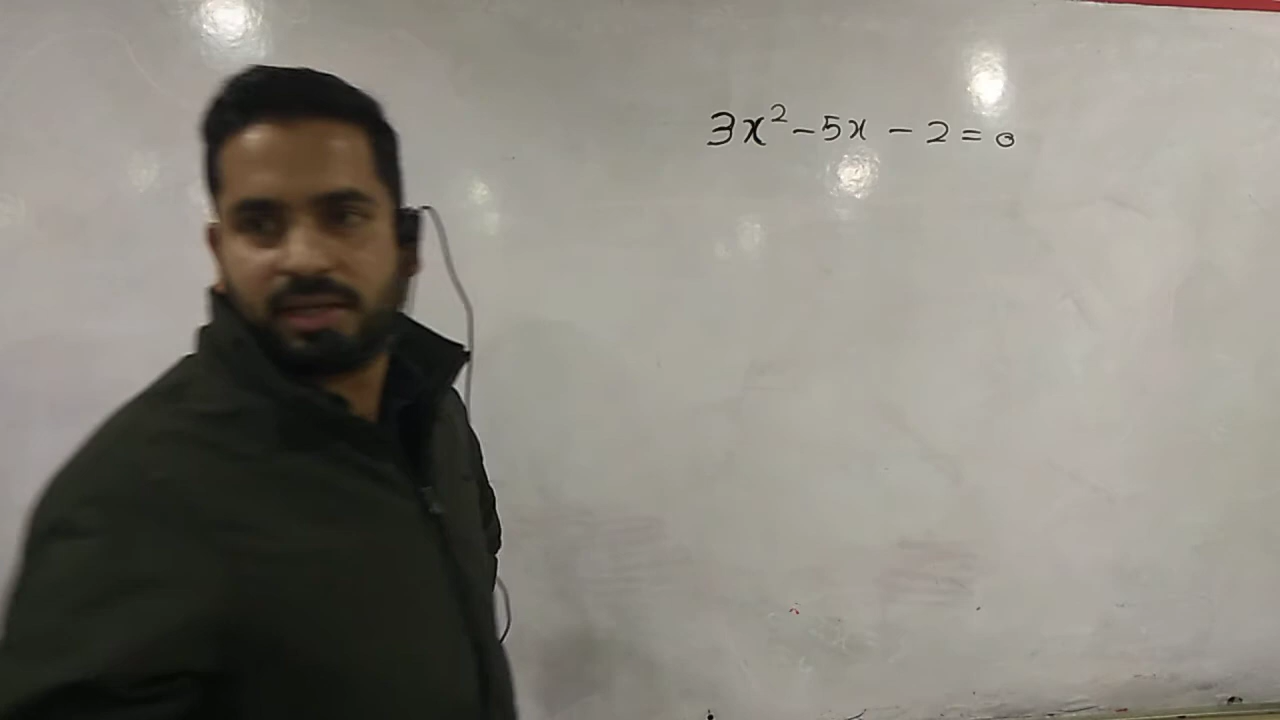 3x² - 5x - 2 = 0